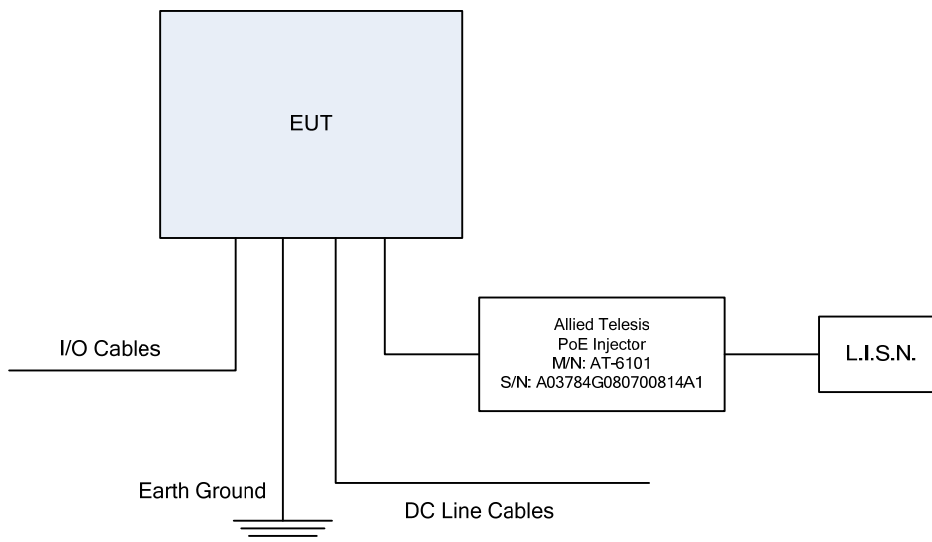 EUT
I/O Cables
Allied Telesis
PoE Injector
M/N: AT-6101
S/N: A03784G080700814A1
L.I.S.N.
Earth Ground
DC Line Cables